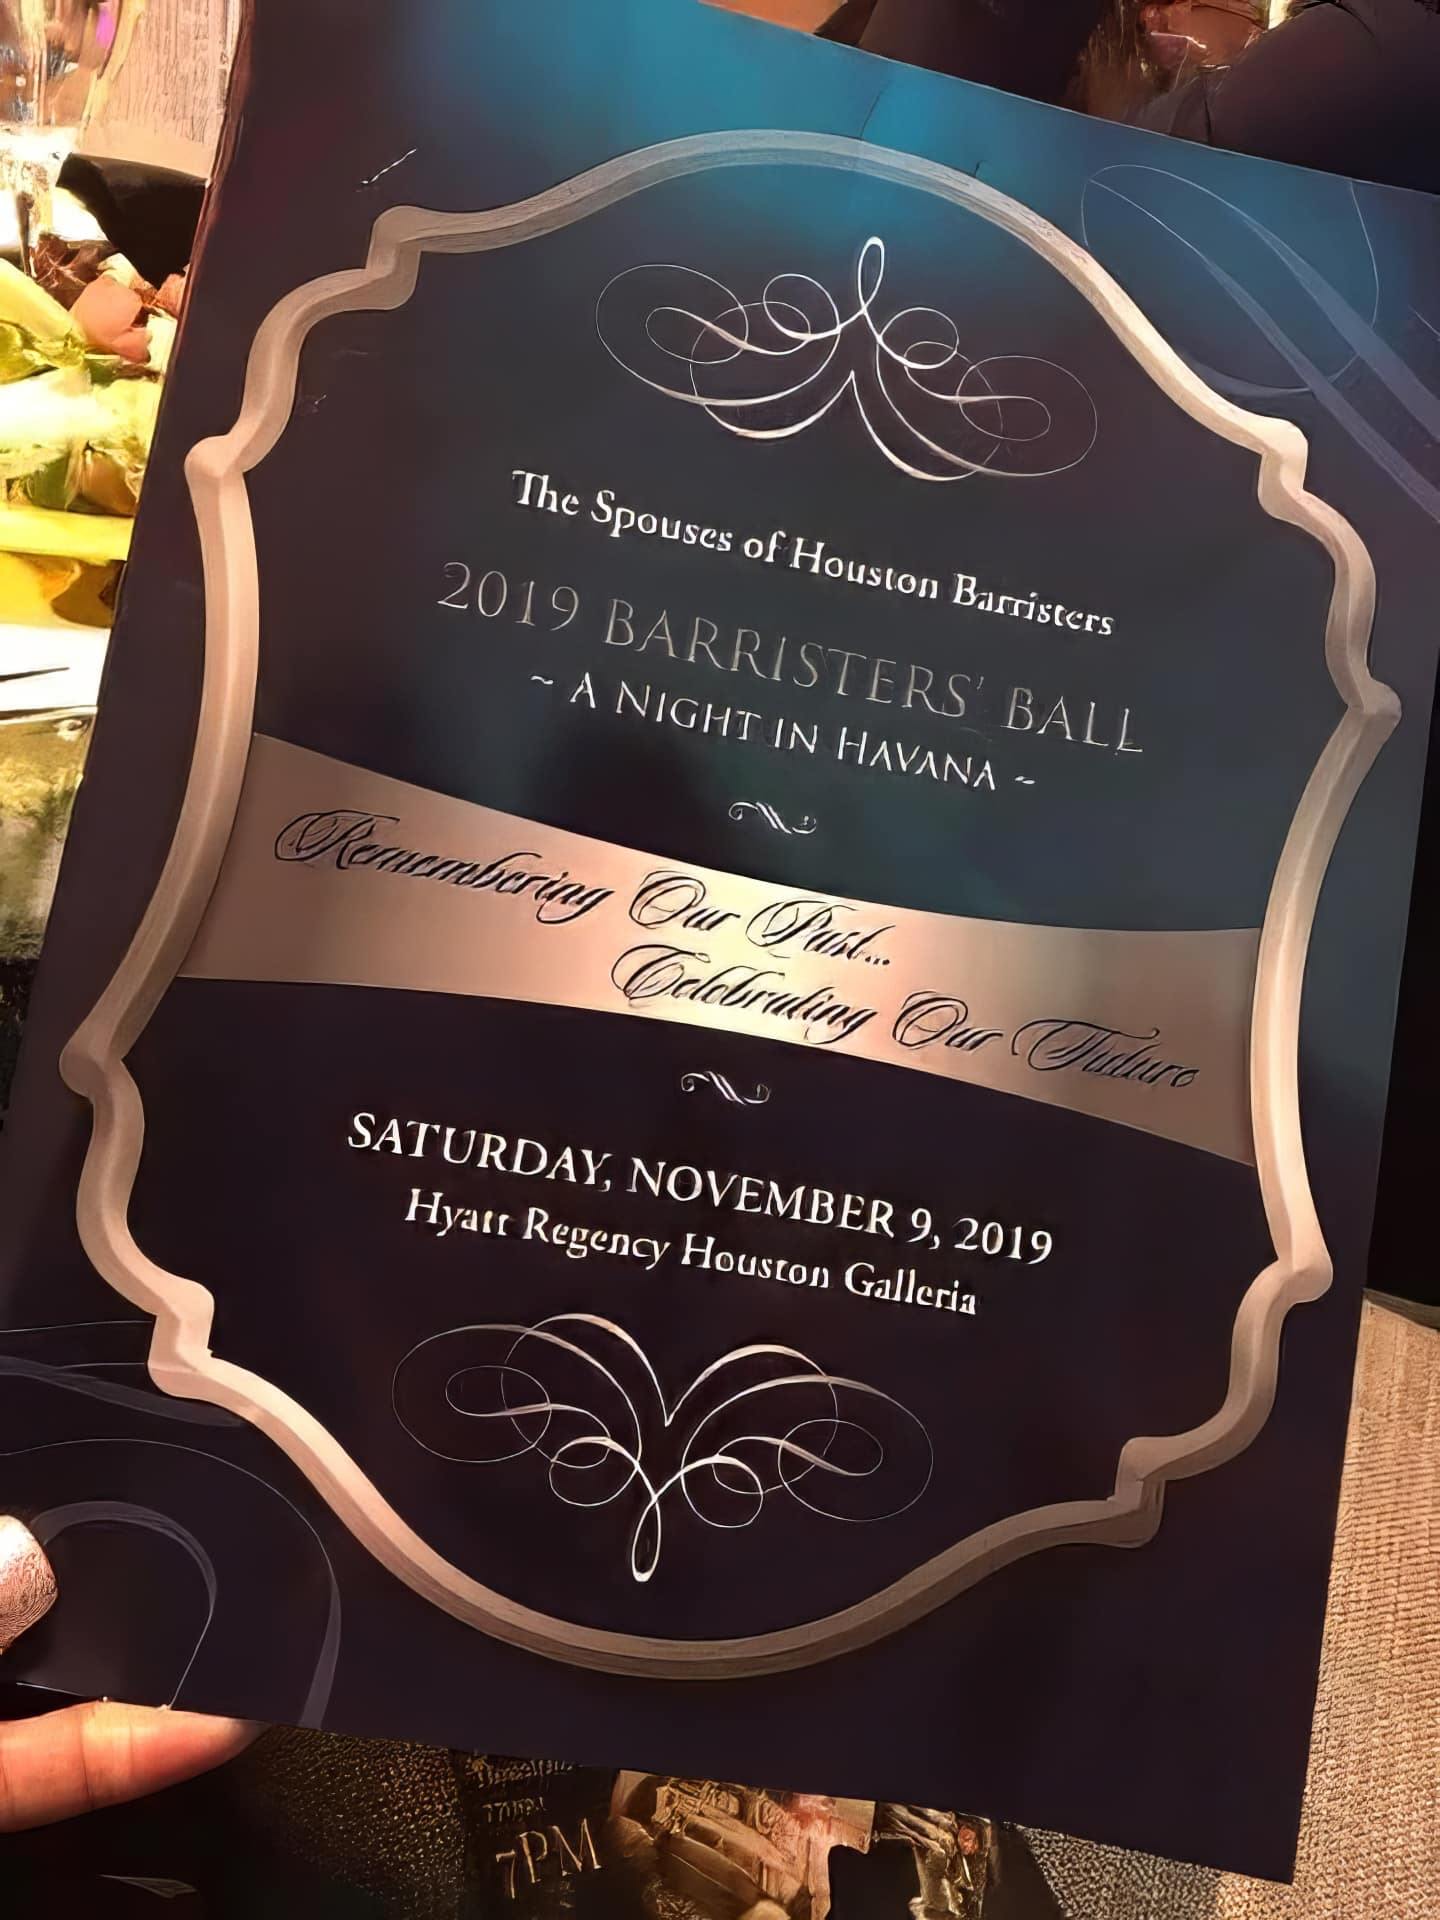 The Spouses of Houston Barristers
2019 BARRISTERS' BALL
~ A NIGHT IN HAVANA ~
Remembering Our Past...
Celebrating Our Future
SATURDAY, NOVEMBER 9, 2019
Hyatt Regency Houston Galleria
7PM